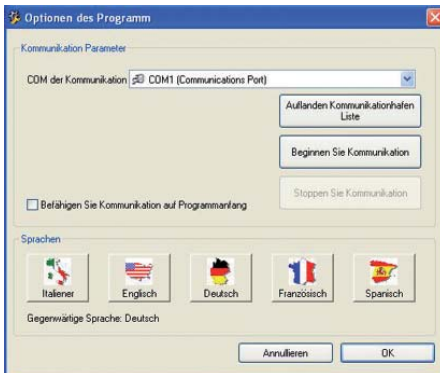 Optionen des Programm
Kommunikation Parameter
COM der Kommunikation COM1 (Communications Port)
Aufladen Kommunikationhafen
Liste
Beginnen Sie Kommunikation
Stoppen Sie Kommunikation
Befähigen Sie Kommunikation auf Programmanfang
Sprachen
Italiener Englisch Deutsch Französisch Spanisch
Gegenwärtige Sprache: Deutsch
Annullieren OK